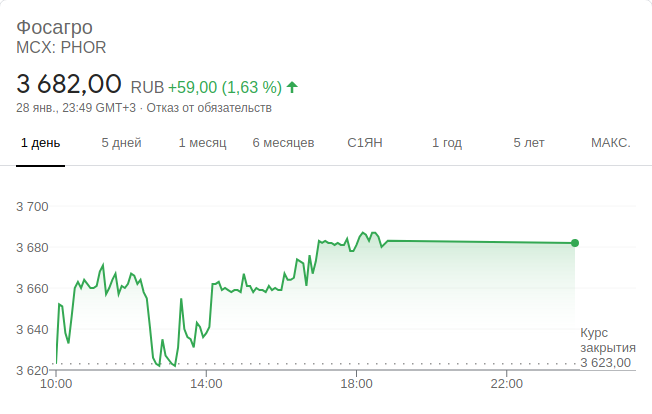 Фосагро
MCX: PHOR
3 682,00 RUB +59,00 (1,63 %)
28 янв., 23:49 GMT+3 · Отказ от обязательств
1 день 5 дней 1 месяц 6 месяцев С1ЯН 1 год 5 лет МАКС.
3 700
3 680
3 660
3 640
3 620
Курс
закрытия
3 623,00
10:00 14:00 18:00 22:00